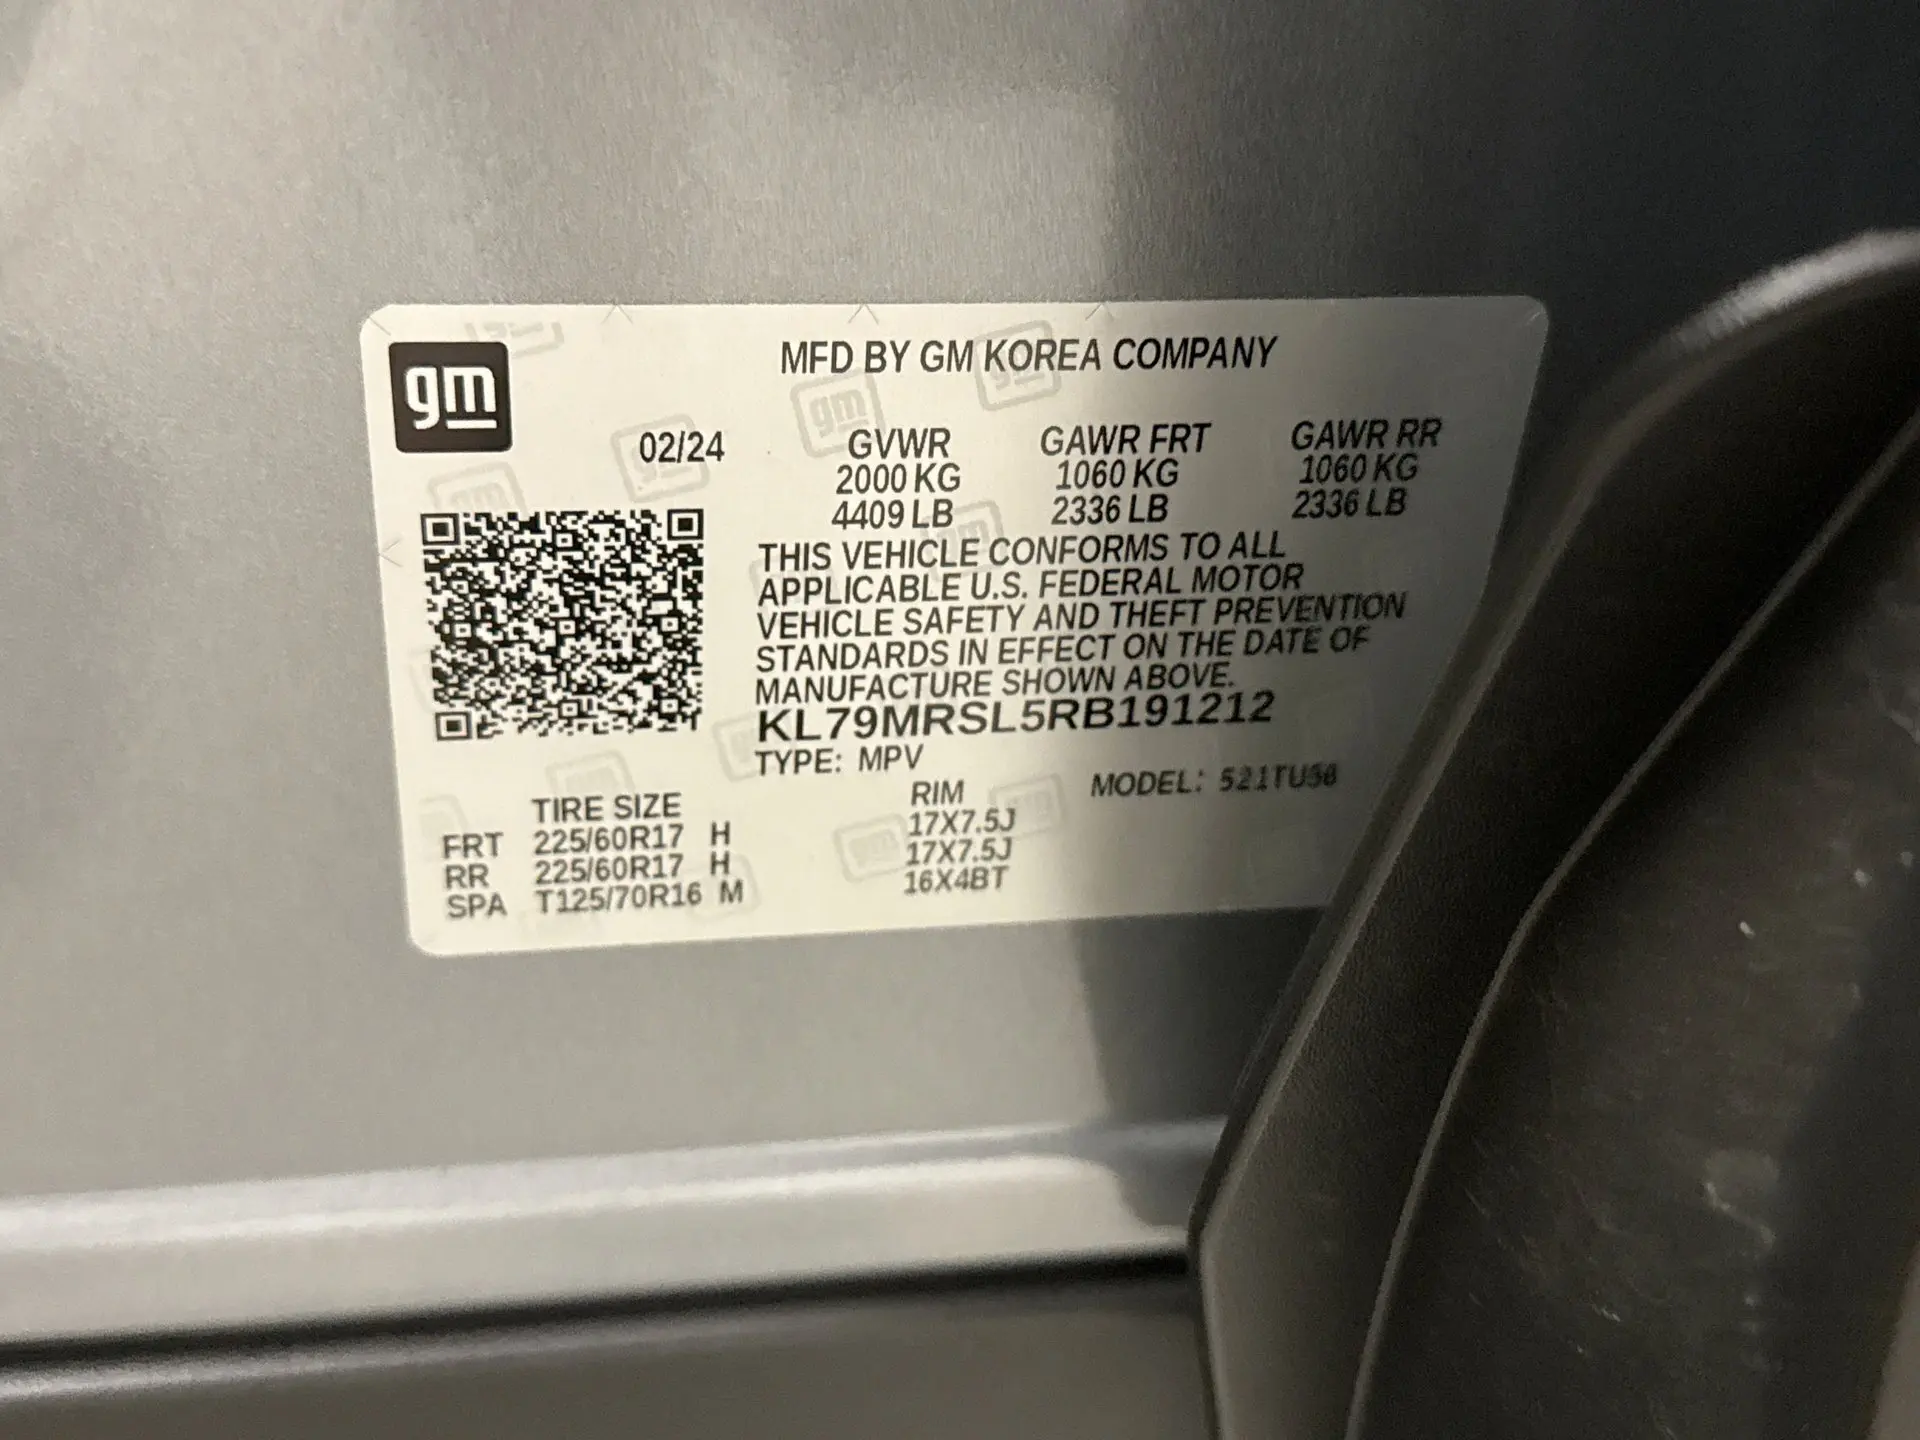 gm
MFD BY GM KOREA COMPANY
02/24 GVWR GAWR FRT GAWR RR
2000 KG 1060 KG 1060 KG
4409 LB 2336 LB 2336 LB
THIS VEHICLE CONFORMS TO ALL
APPLICABLE U.S. FEDERAL MOTOR
VEHICLE SAFETY AND THEFT PREVENTION
STANDARDS IN EFFECT ON THE DATE OF
MANUFACTURE SHOWN ABOVE.
KL79MRSL5RB191212
TYPE: MPV
MODEL:
TIRE SIZE RIM
FRT 225/60R17 H 17X7.5J
RR 225/60R17 H 17X7.5J
SPA T125/70R16 M 16X4BT